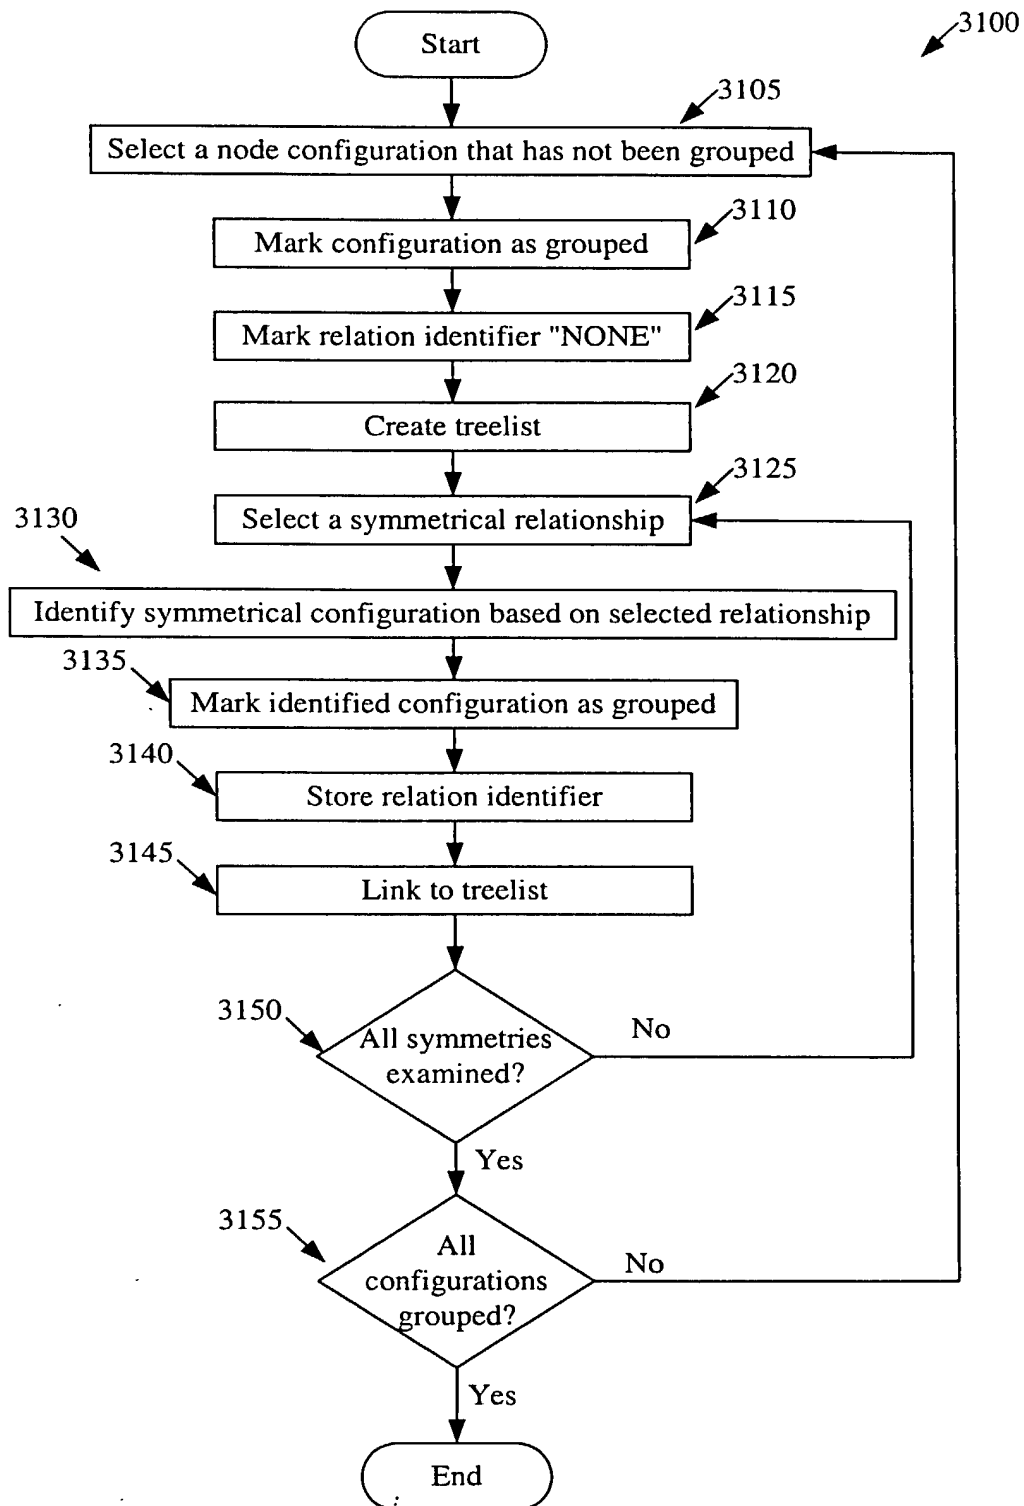 Start
3100
3105
Select a node configuration that has not been grouped
3110
Mark configuration as grouped
3115
Mark relation identifier "NONE"
3120
Create treelist
3125
Select a symmetrical relationship
3130
Identify symmetrical configuration based on selected relationship
3135
Mark identified configuration as grouped
3140
Store relation identifier
3145
Link to treelist
3150
All symmetries
examined?
No
Yes
3155
All
configurations
grouped?
No
Yes
End